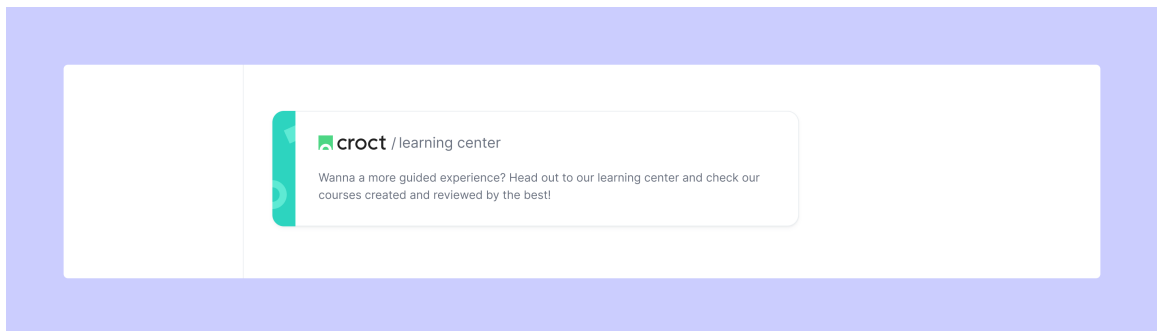 croct / learning center
Wanna a more guided experience? Head out to our learning center and check our
courses created and reviewed by the best!